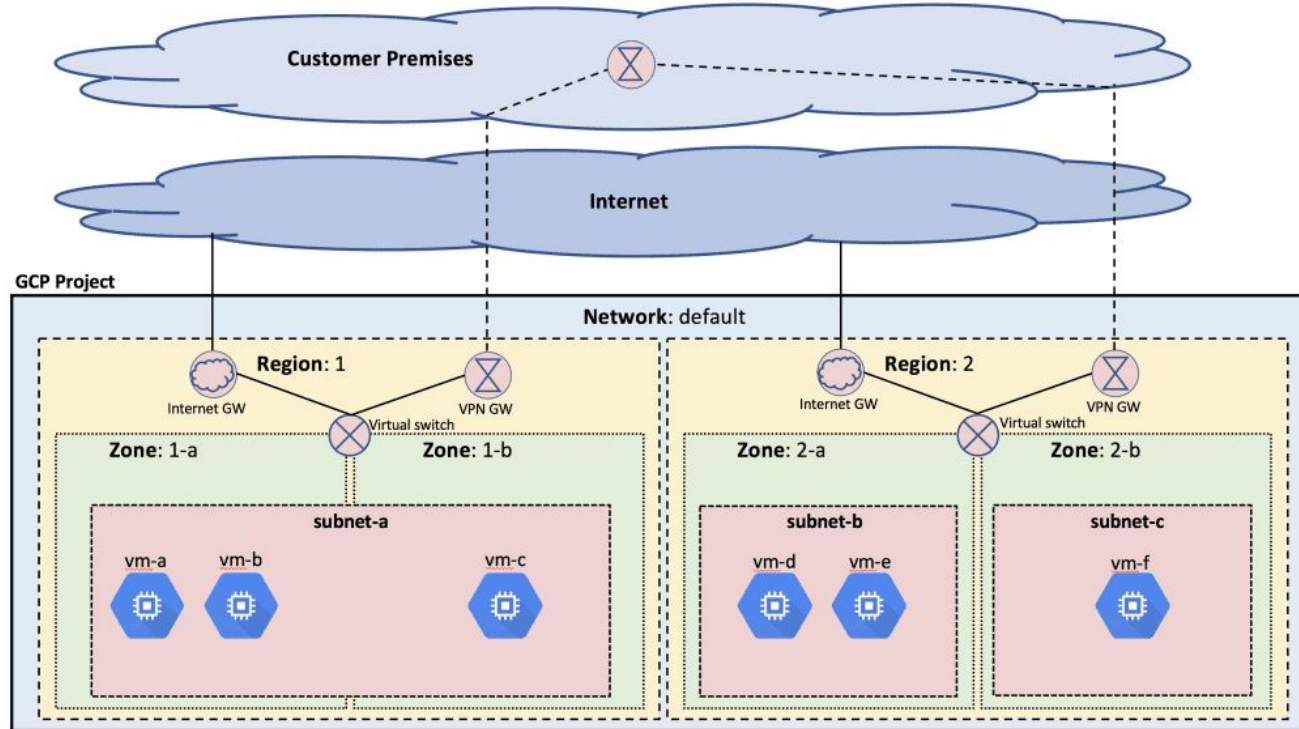 Customer Premises
Internet
GCP Project
Network: default
Region: 1
Internet GW
VPN GW
Virtual switch
Zone: 1-a
Zone: 1-b
subnet-a
vm-a
vm-b
vm-c
Region: 2
Internet GW
VPN GW
Virtual switch
Zone: 2-a
Zone: 2-b
subnet-b
vm-d
vm-e
subnet-c
vm-f